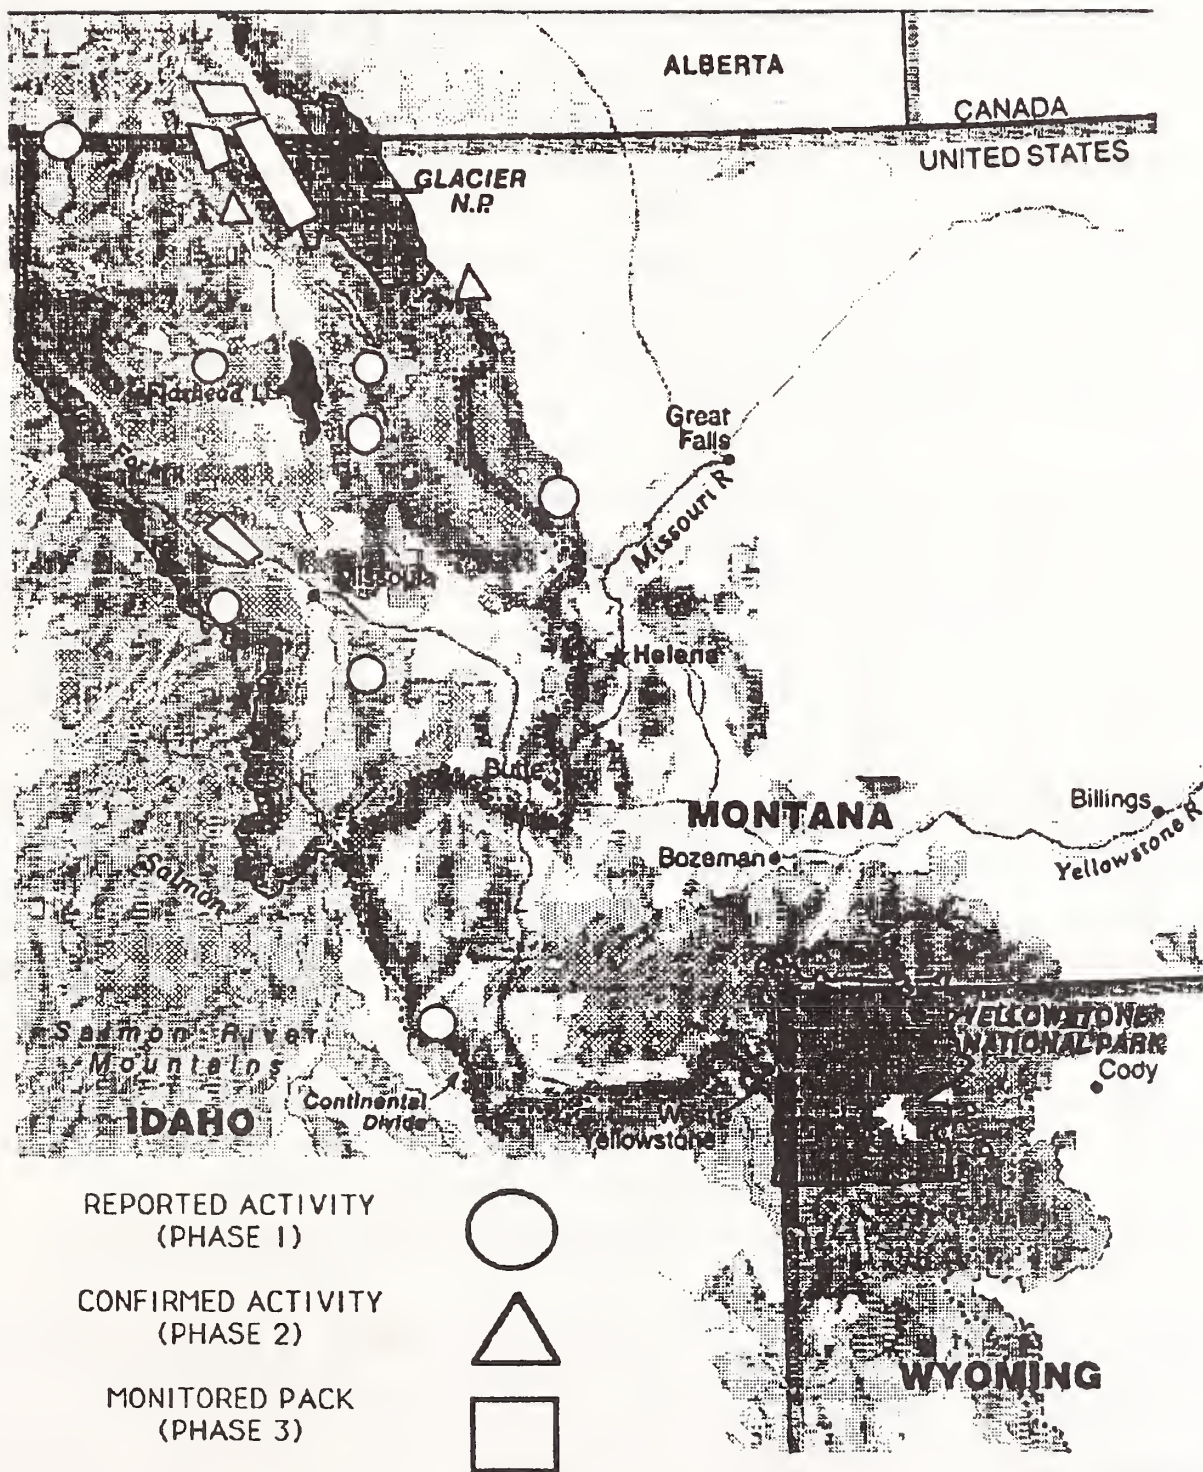 ALBERTA
CANADA
UNITED STATES
GLACIER
N.P.
Flathead L.
Great
Falls
Missouri R
Missoula
Helena
Butte
MONTANA
Billings
Bozeman
Yellowstone R
Salmon
Salmon River
Mountains
YELLOWSTONE
NATIONAL PARK
Cody
IDAHO
Continental
Divide
West
Yellowstone
WYOMING
REPORTED ACTIVITY
(PHASE 1)
CONFIRMED ACTIVITY
(PHASE 2)
MONITORED PACK
(PHASE 3)